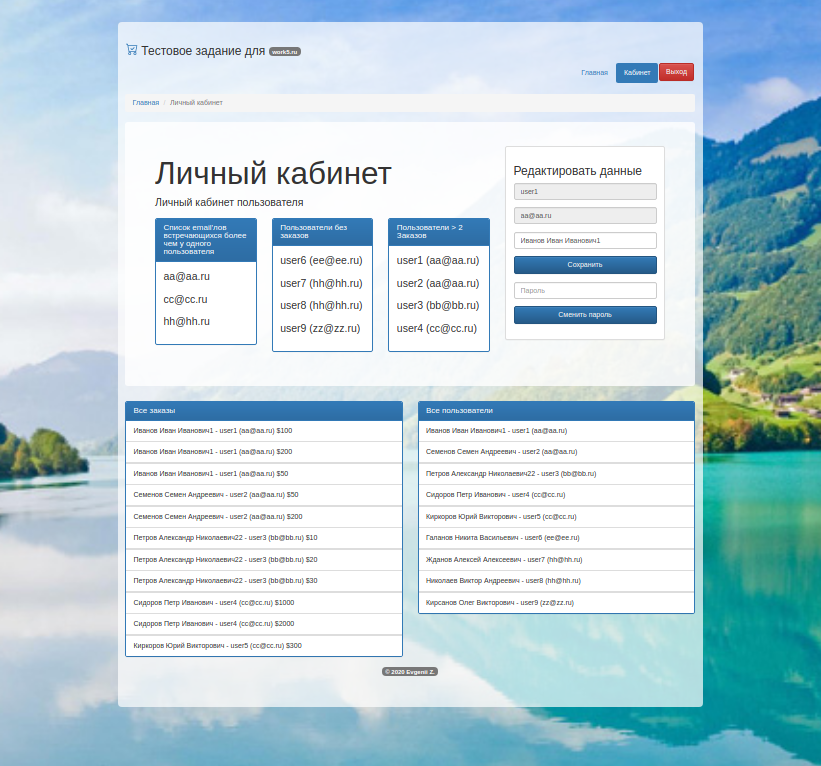 Тестовое задание для work5.ru
Главная Кабинет Выход
Главная / Личный кабинет
Личный кабинет
Личный кабинет пользователя
Список email'лов
встречающихся более
чем у одного
пользователя
aa@aa.ru
cc@cc.ru
hh@hh.ru
Пользователи без
заказов
user6 (ee@ee.ru)
user7 (hh@hh.ru)
user8 (hh@hh.ru)
user9 (zz@zz.ru)
Пользователи > 2
Заказов
user1 (aa@aa.ru)
user2 (aa@aa.ru)
user3 (bb@bb.ru)
user4 (cc@cc.ru)
Редактировать данные
user1
aa@aa.ru
Иванов Иван Иванович1
Сохранить
Пароль
Сменить пароль
Все заказы
Иванов Иван Иванович1 - user1 (aa@aa.ru) $100
Иванов Иван Иванович1 - user1 (aa@aa.ru) $200
Иванов Иван Иванович1 - user1 (aa@aa.ru) $50
Семенов Семен Андреевич - user2 (aa@aa.ru) $50
Семенов Семен Андреевич - user2 (aa@aa.ru) $200
Петров Александр Николаевич22 - user3 (bb@bb.ru) $10
Петров Александр Николаевич22 - user3 (bb@bb.ru) $20
Петров Александр Николаевич22 - user3 (bb@bb.ru) $30
Сидоров Петр Иванович - user4 (cc@cc.ru) $1000
Сидоров Петр Иванович - user4 (cc@cc.ru) $2000
Киркоров Юрий Викторович - user5 (cc@cc.ru) $300
Все пользователи
Иванов Иван Иванович1 - user1 (aa@aa.ru)
Семенов Семен Андреевич - user2 (aa@aa.ru)
Петров Александр Николаевич22 - user3 (bb@bb.ru)
Сидоров Петр Иванович - user4 (cc@cc.ru)
Киркоров Юрий Викторович - user5 (cc@cc.ru)
Галанов Никита Васильевич - user6 (ee@ee.ru)
Жданов Алексей Алексеевич - user7 (hh@hh.ru)
Николаев Виктор Андреевич - user8 (hh@hh.ru)
Кирсанов Олег Викторович - user9 (zz@zz.ru)
© 2020 Evgenii Z.